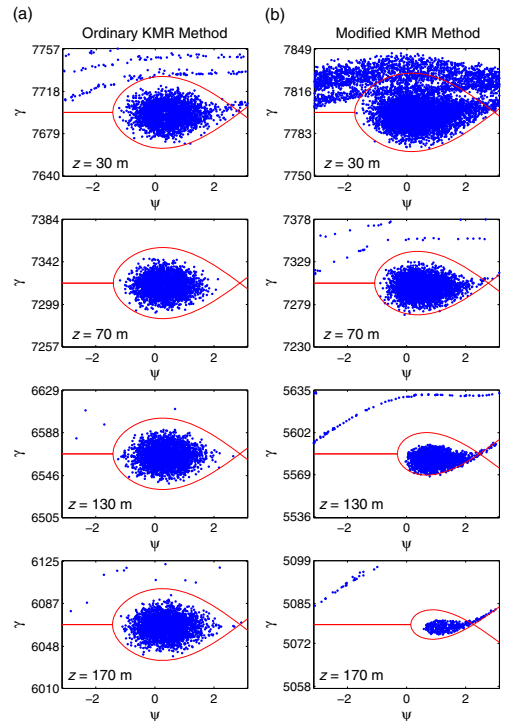 (a)
Ordinary KMR Method
7757
7718
7679
7640
γ
z = 30 m
−2
0
2
ψ
7384
7342
7299
7257
γ
z = 70 m
−2
0
2
ψ
6629
6588
6546
6505
γ
z = 130 m
−2
0
2
ψ
6125
6087
6048
6010
γ
z = 170 m
−2
0
2
ψ
(b)
Modified KMR Method
7849
7816
7783
7750
γ
z = 30 m
−2
0
2
ψ
7378
7329
7279
7230
γ
z = 70 m
−2
0
2
ψ
5635
5602
5569
5536
γ
z = 130 m
−2
0
2
ψ
5099
5085
5072
5058
γ
z = 170 m
−2
0
2
ψ